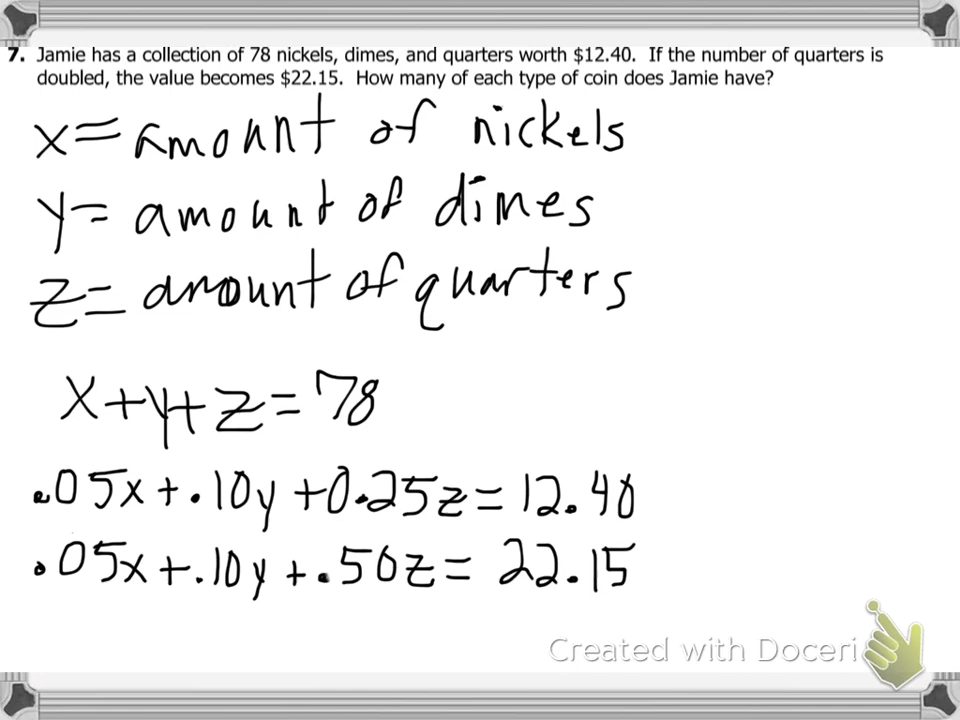 7. Jamie has a collection of 78 nickels, dimes, and quarters worth $12.40. If the number of quarters is
doubled, the value becomes $22.15. How many of each type of coin does Jamie have?
x= amount of nickels
y= amount of dimes
z= amount of quarters
x+y+z=78
.05x+.10y+0.25z=12.40
.05x+.10y+.50z= 22.15
Created with Doceri